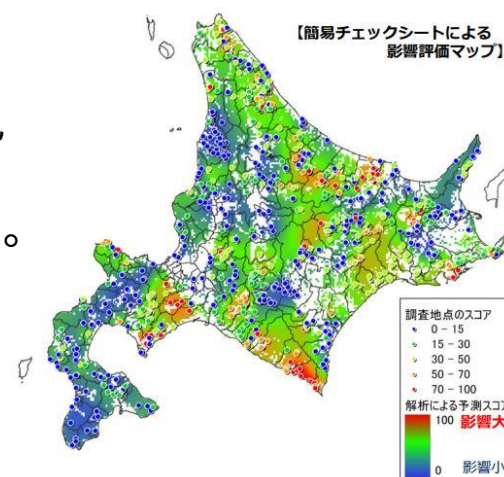 【簡易チェックシートによる
影響評価マップ】
。
調査地点のスコア
0 - 15
15 - 30
30 - 50
50 - 70
70 - 100
解析による予測スコア
100 影響大
0 影響小